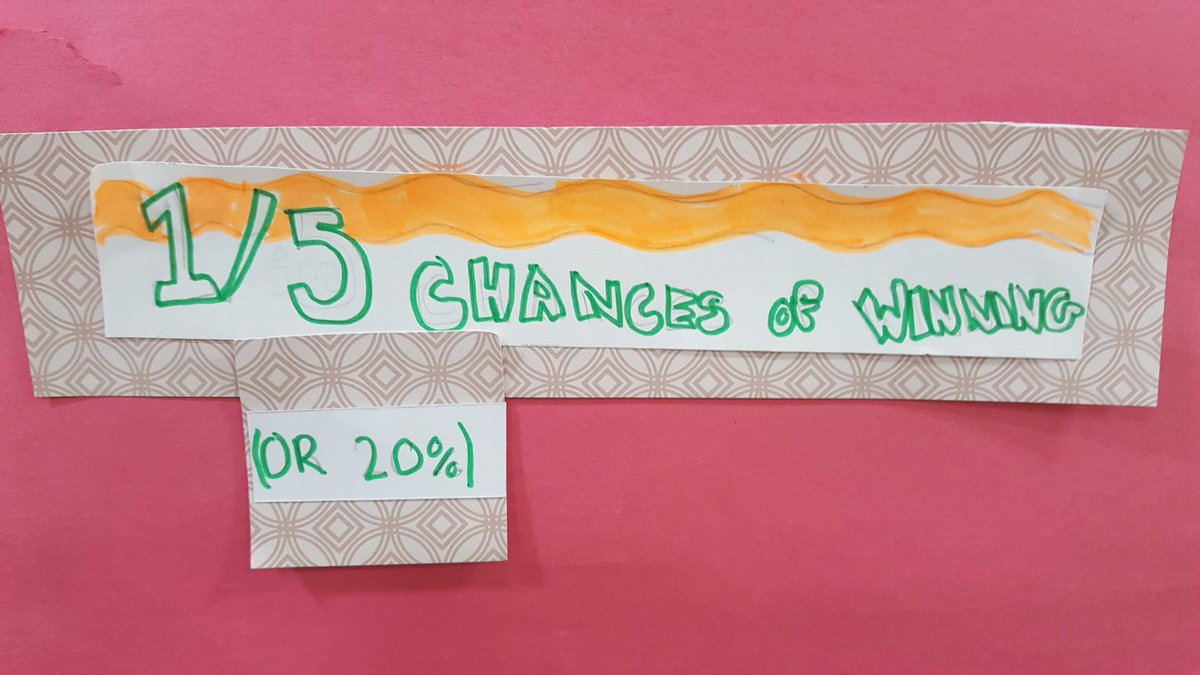 1/5 CHANCES OF WINNING
(OR 20%)